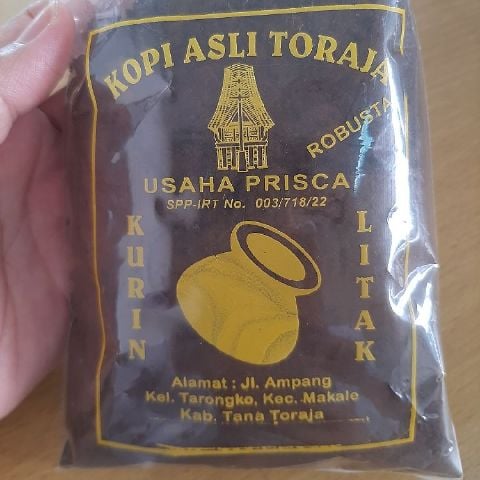 KOPI ASLI TORAJA
ROBUSTA
USAHA PRISCA
SPP-IRT No. 003/718/22
KURIN
LITAK
Alamat : Jl. Ampang
Kel. Tarongko, Kec. Makale
Kab. Tana Toraja